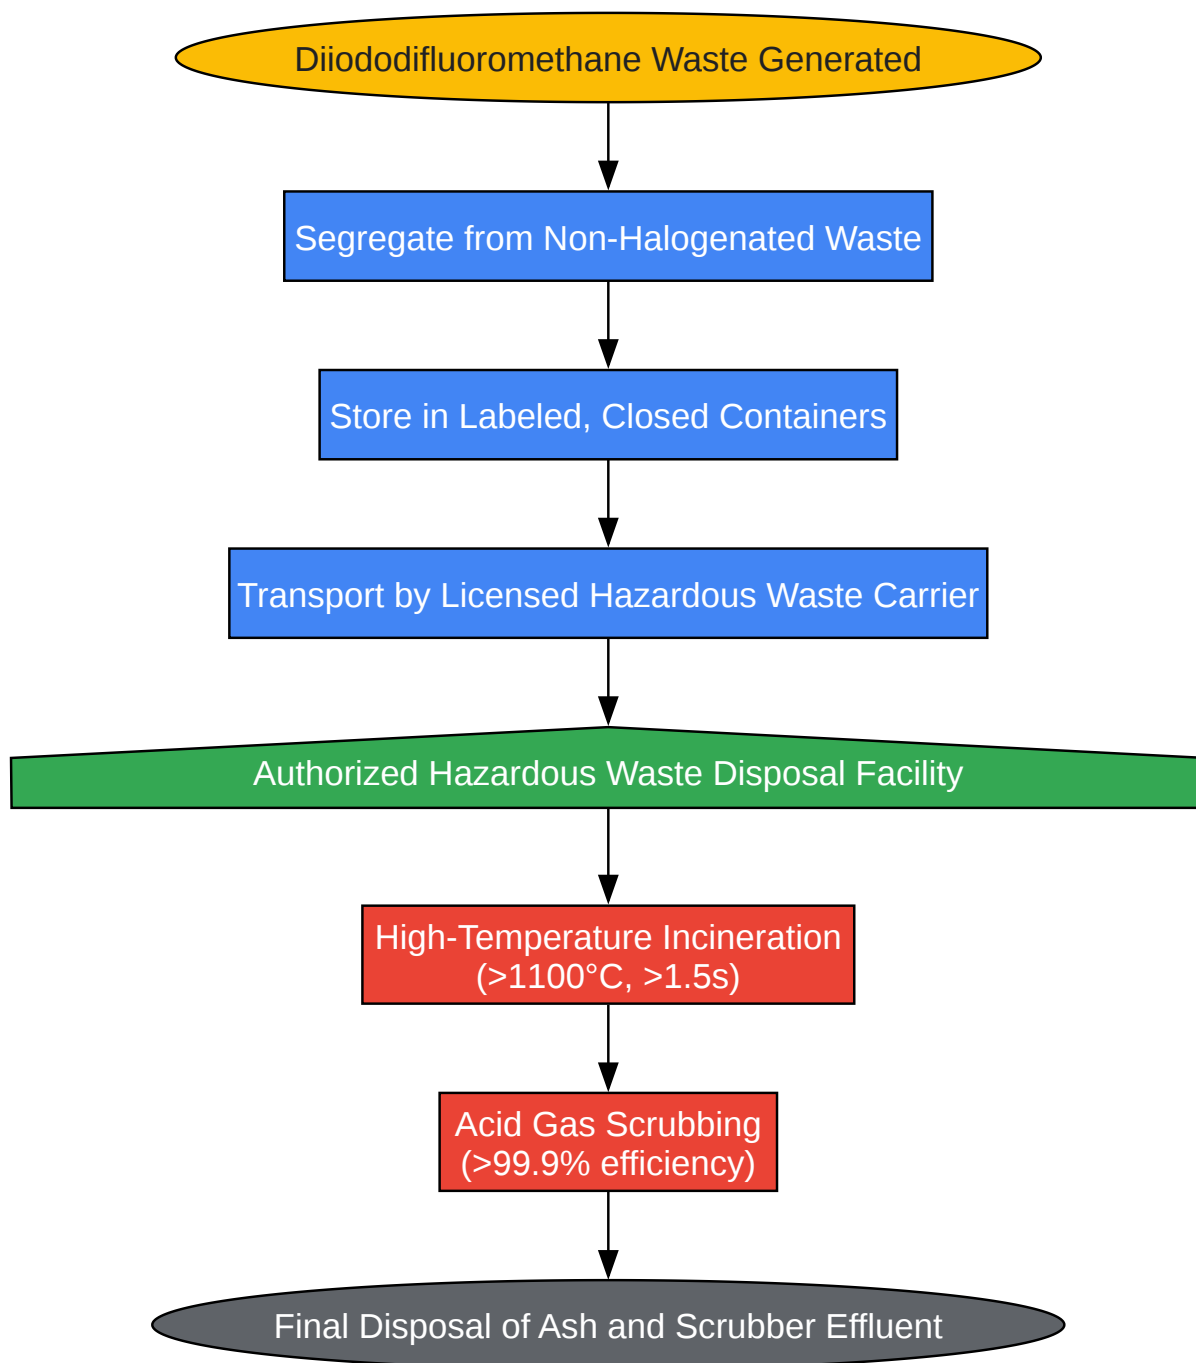 Diiododifluoromethane Waste Generated
Segregate from Non-Halogenated Waste
Store in Labeled, Closed Containers
Transport by Licensed Hazardous Waste Carrier
Authorized Hazardous Waste Disposal Facility
High-Temperature Incineration
(>1100°C, >1.5s)
Acid Gas Scrubbing
(>99.9% efficiency)
Final Disposal of Ash and Scrubber Effluent